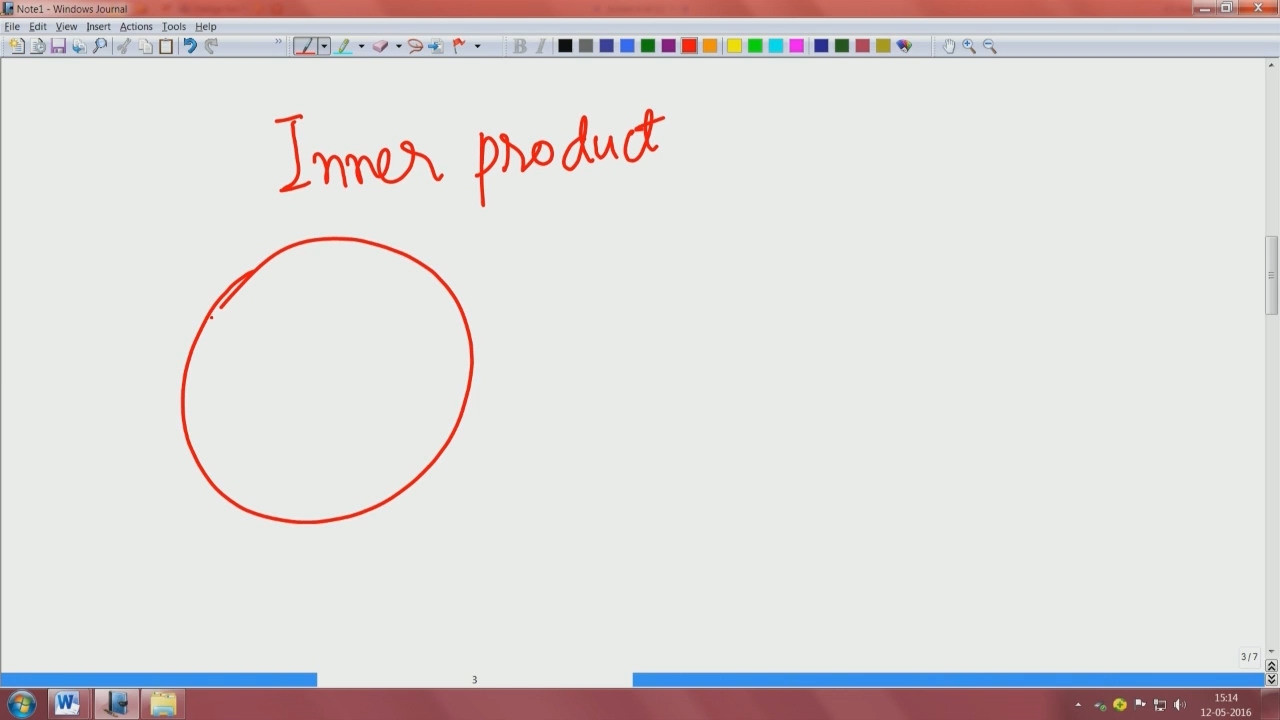 Note1 - Windows Journal
File Edit View Insert Actions Tools Help
B I
Inner product
3/7
3
15:14
12-05-2016